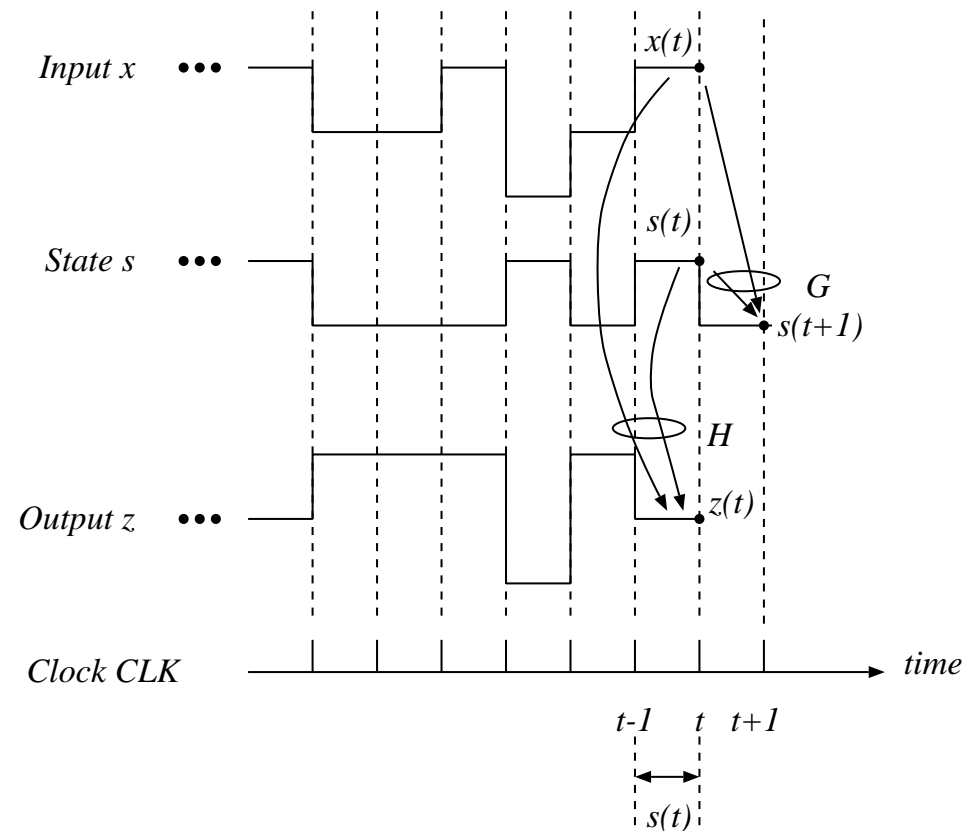 x(t)
Input x •••
s(t)
State s •••
G
s(t+1)
H
z(t)
Output z •••
time
Clock CLK
t-1 t t+1
s(t)